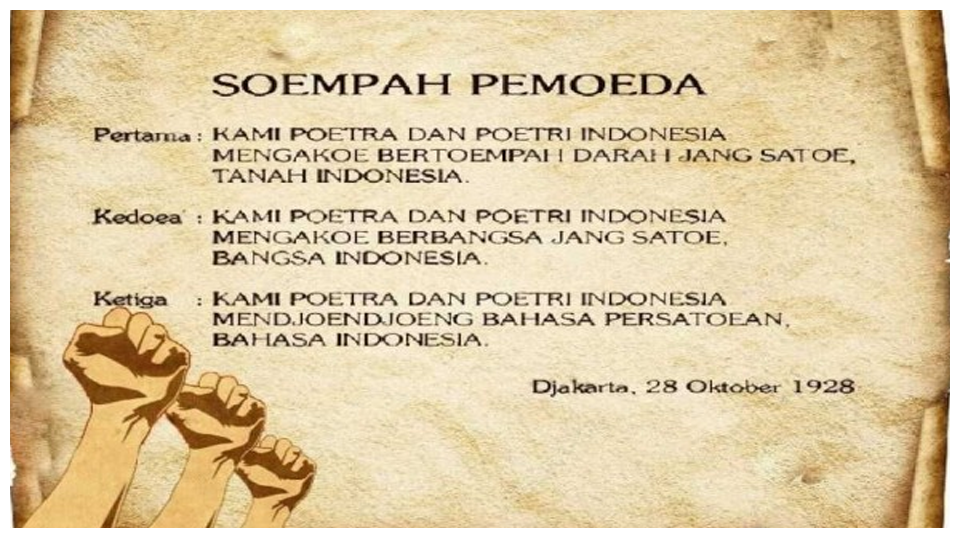 SOEMPAH PEMOEDA
Pertama : KAMI POETRA DAN POETRI INDONESIA
MENGAKOE BERTOEMPAH DARAH JANG SATOE,
TANAH INDONESIA.
Kedoea : KAMI POETRA DAN POETRI INDONESIA
MENGAKOE BERBANGSA JANG SATOE,
BANGSA INDONESIA.
Ketiga : KAMI POETRA DAN POETRI INDONESIA
MENDJOENDJOENG BAHASA PERSATOEAN,
BAHASA INDONESIA.
Djakarta, 28 Oktober 1928